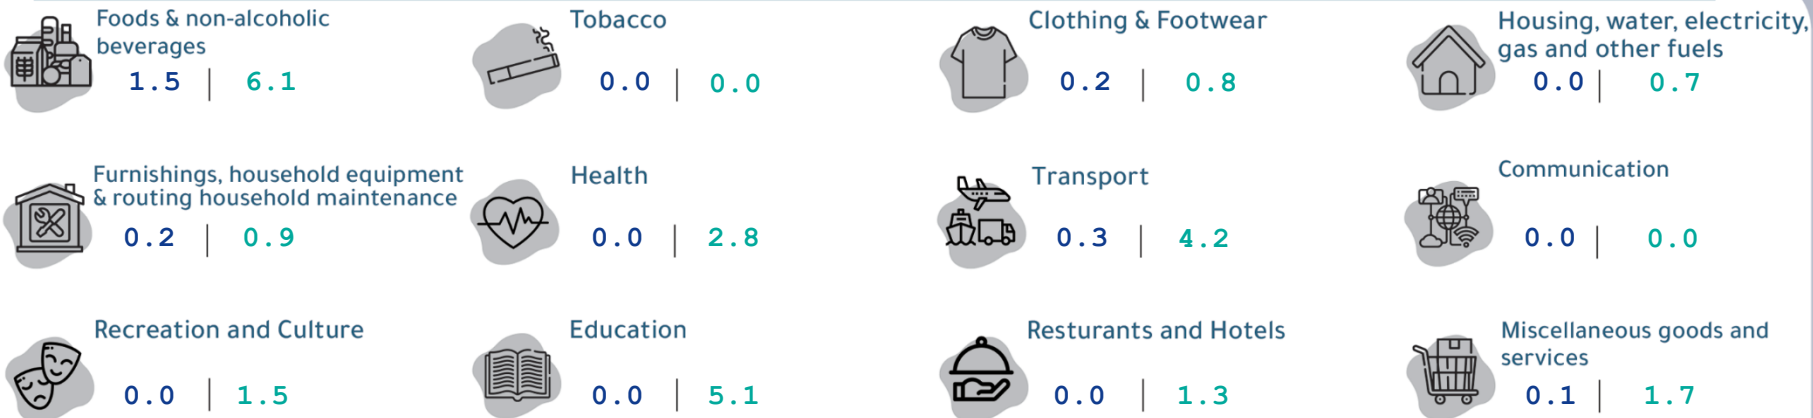 Foods & non-alcoholic
beverages
1.5 | 6.1
Tobacco
0.0 | 0.0
Clothing & Footwear
0.2 | 0.8
Housing, water, electricity,
gas and other fuels
0.0 | 0.7
Furnishings, household equipment
& routing household maintenance
0.2 | 0.9
Health
0.0 | 2.8
Transport
0.3 | 4.2
Communication
0.0 | 0.0
Recreation and Culture
0.0 | 1.5
Education
0.0 | 5.1
Resturants and Hotels
0.0 | 1.3
Miscellaneous goods and
services
0.1 | 1.7